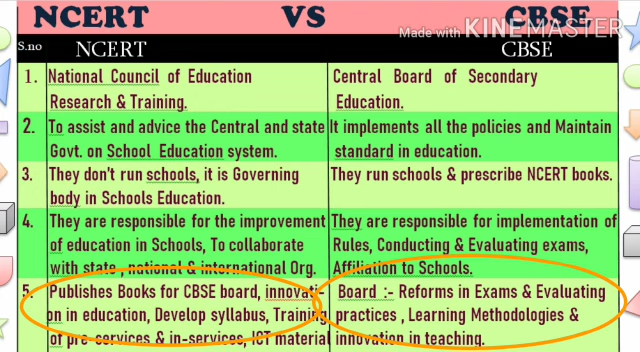 NCERT VS CBSE
Made with KINEMASTER
S.no NCERT CBSE
1. National Council of Education Central Board of Secondary
Research & Training. Education.
2. To assist and advice the Central and state It implements all the policies and Maintain
Govt. on School Education system. standard in education.
3. They don't run schools, it is Governing They run schools & prescribe NCERT books.
body in Schools Education.
4. They are responsible for the improvement They are responsible for implementation of
of education in Schools, To collaborate Rules, Conducting & Evaluating exams,
with state, national & international Org. Affiliation to Schools.
5. Publishes Books for CBSE board, innovati- Board :- Reforms in Exams & Evaluating
on in education, Develop syllabus, Training practices , Learning Methodologies &
of pre-services & in-services, ICT material innovation in teaching.